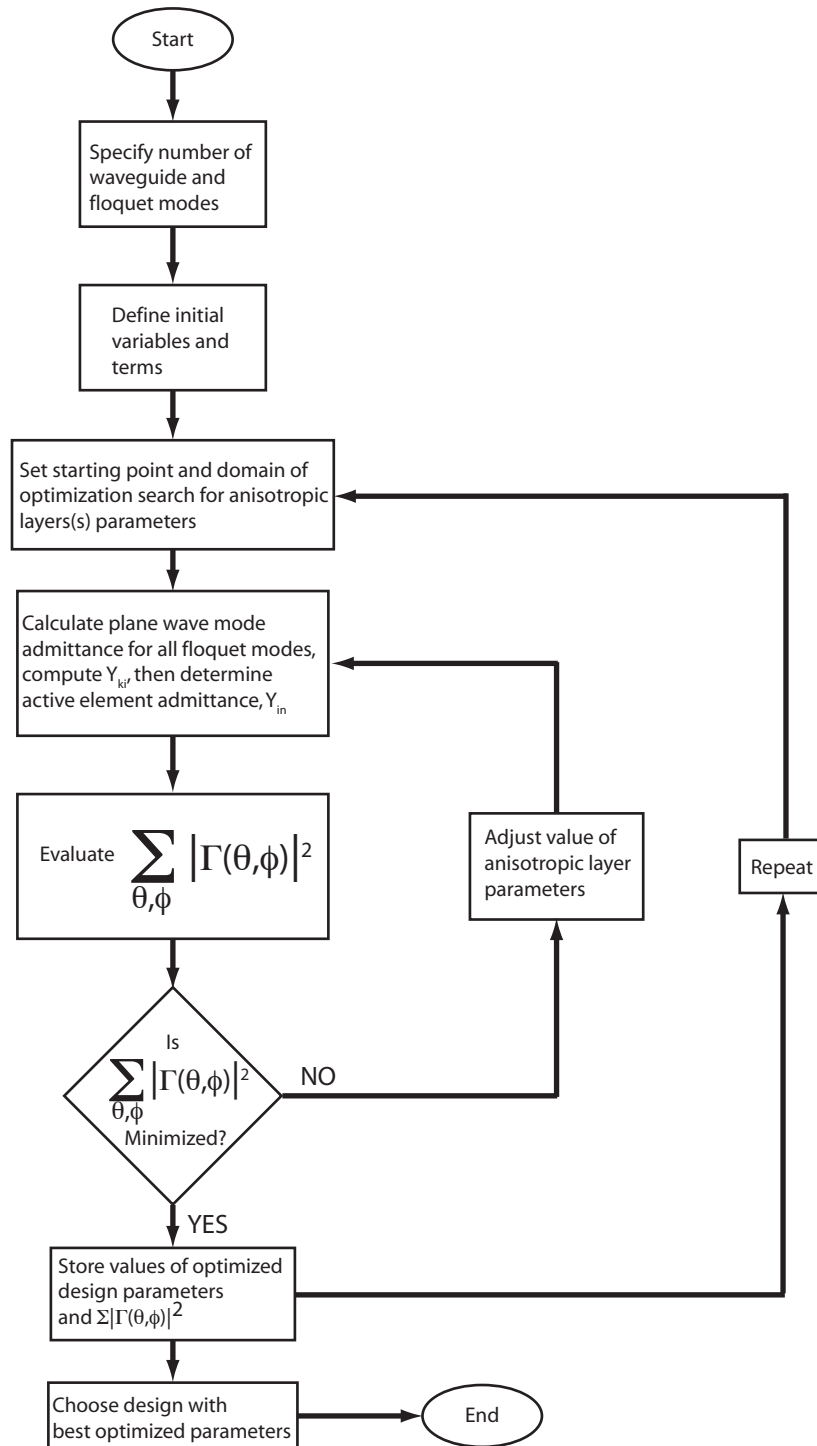 Start
Specify number of
waveguide and
floquet modes
Define initial
variables and
terms
Set starting point and domain of
optimization search for anisotropic
layers(s) parameters
Calculate plane wave mode
admittance for all floquet modes,
compute Y_ki, then determine
active element admittance, Y_in
Evaluate ∑_θ,ϕ |Γ(θ,ϕ)|²
Adjust value of
anisotropic layer
parameters
Repeat
Is
∑_θ,ϕ |Γ(θ,ϕ)|²
Minimized?
NO
YES
Store values of optimized
design parameters
and Σ|Γ(θ,ϕ)|²
Choose design with
best optimized parameters
End